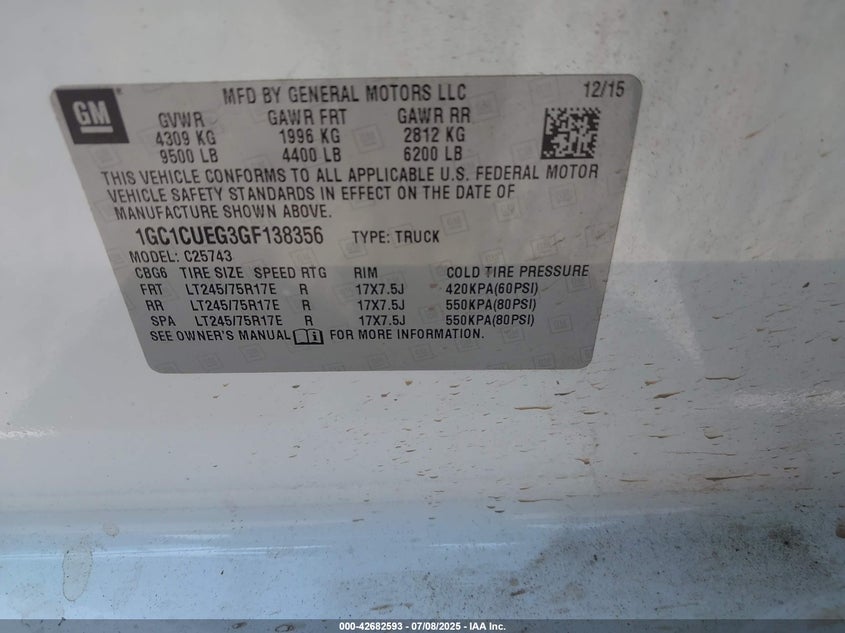 GM
MFD BY GENERAL MOTORS LLC 12/15
GVWR GAWR FRT GAWR RR
4309 KG 1996 KG 2812 KG
9500 LB 4400 LB 6200 LB
THIS VEHICLE CONFORMS TO ALL APPLICABLE U.S. FEDERAL MOTOR
VEHICLE SAFETY STANDARDS IN EFFECT ON THE DATE OF
MANUFACTURE SHOWN ABOVE.
1GC1CUEG3GF138356 TYPE: TRUCK
MODEL: C25743
CBG6 TIRE SIZE SPEED RTG RIM COLD TIRE PRESSURE
FRT LT245/75R17E R 17X7.5J 420KPA(60PSI)
RR LT245/75R17E R 17X7.5J 550KPA(80PSI)
SPA LT245/75R17E R 17X7.5J 550KPA(80PSI)
SEE OWNER'S MANUAL FOR MORE INFORMATION.
000-42682593 - 07/08/2025 - IAA Inc.